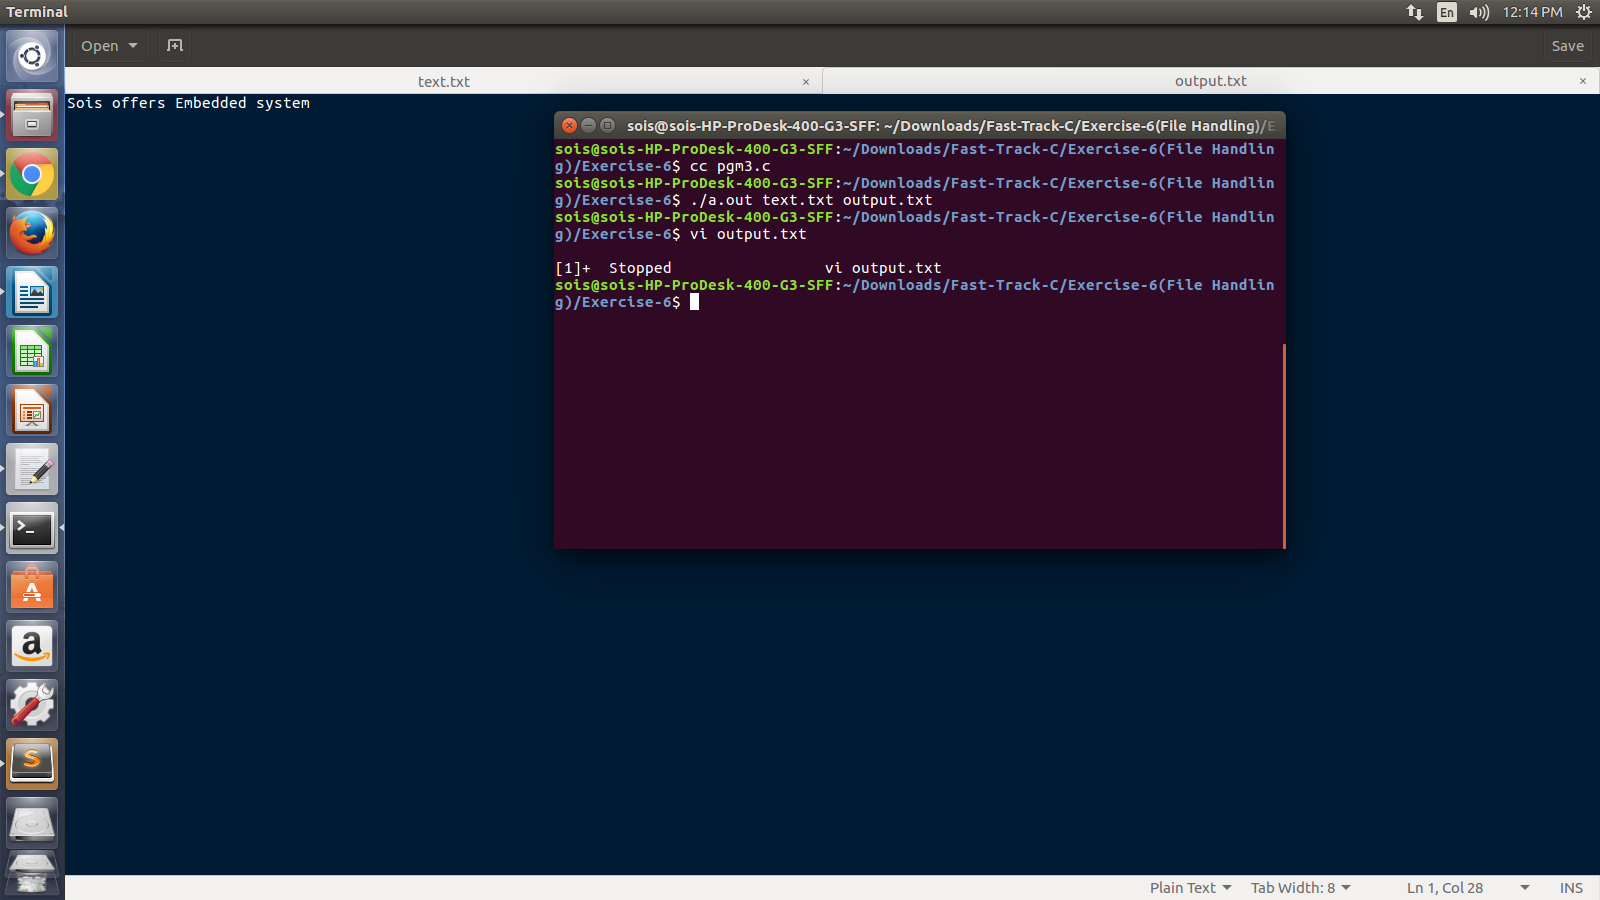 Terminal
En
12:14 PM
Open
Save
text.txt
output.txt
Sois offers Embedded system
sois@sois-HP-ProDesk-400-G3-SFF: ~/Downloads/Fast-Track-C/Exercise-6(File Handling)/E
sois@sois-HP-ProDesk-400-G3-SFF:~/Downloads/Fast-Track-C/Exercise-6(File Handlin
g)/Exercise-6$ cc pgm3.c
sois@sois-HP-ProDesk-400-G3-SFF:~/Downloads/Fast-Track-C/Exercise-6(File Handlin
g)/Exercise-6$ ./a.out text.txt output.txt
sois@sois-HP-ProDesk-400-G3-SFF:~/Downloads/Fast-Track-C/Exercise-6(File Handlin
g)/Exercise-6$ vi output.txt
[1]+  Stopped                 vi output.txt
sois@sois-HP-ProDesk-400-G3-SFF:~/Downloads/Fast-Track-C/Exercise-6(File Handlin
g)/Exercise-6$
Plain Text
Tab Width: 8
Ln 1, Col 28
INS